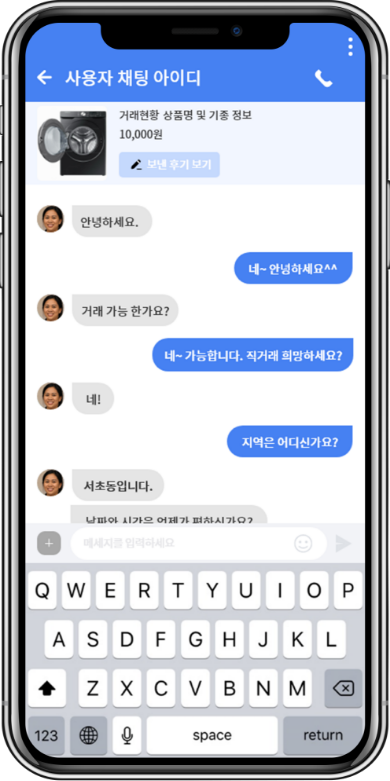 사용자 채팅 아이디
거래현황 상품명 및 기종 정보
10,000원
보낸 후기 보기
안녕하세요.
네~ 안녕하세요^^
거래 가능 한가요?
네~ 가능합니다. 직거래 희망하세요?
네!
지역은 어디신가요?
서초동입니다.
날짜와 시간은 언제가 편하신가요?
메세지를 입력하세요
Q W E R T Y U I O P
A S D F G H J K L
Z X C V B N M
123 space return